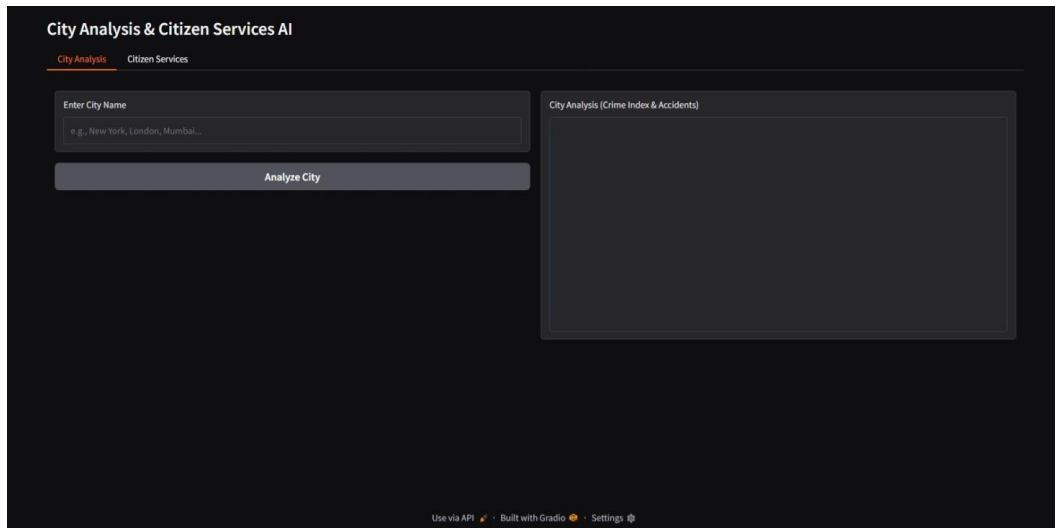 City Analysis & Citizen Services AI
City Analysis
Citizen Services
Enter City Name
e.g., New York, London, Mumbai...
Analyze City
City Analysis (Crime Index & Accidents)
Use via API · Built with Gradio · Settings